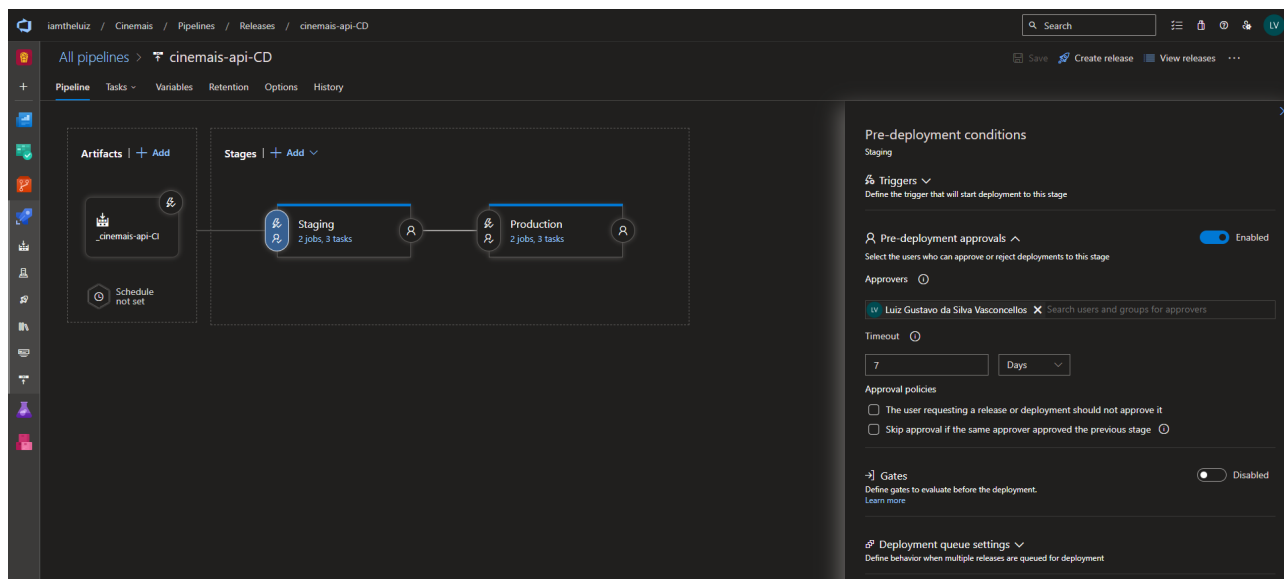 iamtheluiz / Cinemais / Pipelines / Releases / cinemais-api-CD
Search
LV
All pipelines > cinemais-api-CD
Save Create release View releases ...
Pipeline Tasks Variables Retention Options History
Artifacts | + Add
Stages | + Add
_cinemais-api-CI
Schedule
not set
Staging
2 jobs, 3 tasks
Production
2 jobs, 3 tasks
Pre-deployment conditions
Staging
Triggers
Define the trigger that will start deployment to this stage
Pre-deployment approvals
Enabled
Select the users who can approve or reject deployments to this stage
Approvers
LV Luiz Gustavo da Silva Vasconcellos Search users and groups for approvers
Timeout
7 Days
Approval policies
The user requesting a release or deployment should not approve it
Skip approval if the same approver approved the previous stage
Gates
Disabled
Define gates to evaluate before the deployment.
Learn more
Deployment queue settings
Define behavior when multiple releases are queued for deployment